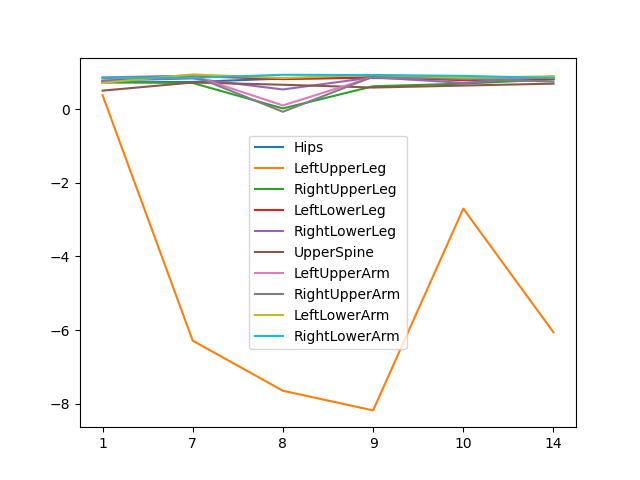 0
−2
−4
−6
−8
1 7 8 9 10 14
Hips
LeftUpperLeg
RightUpperLeg
LeftLowerLeg
RightLowerLeg
UpperSpine
LeftUpperArm
RightUpperArm
LeftLowerArm
RightLowerArm